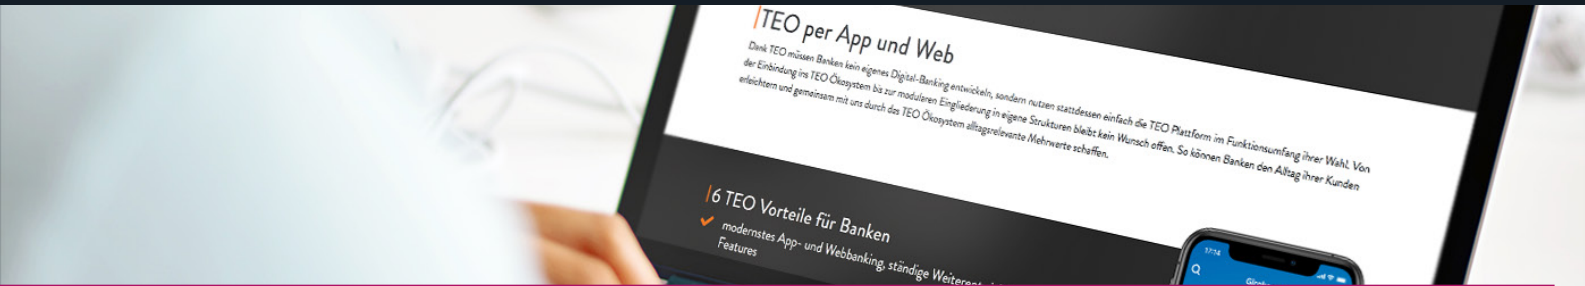 TEO per App und Web
Dank TEO müssen Banken kein eigenes Digital-Banking entwickeln, sondern nutzen stattdessen einfach die TEO Plattform im Funktionsumfang ihrer Wahl. Von
der Einbindung ins TEO Ökosystem bis zur modularen Eingliederung in eigene Strukturen bleibt kein Wunsch offen. So können Banken den Alltag ihrer Kunden
erleichtern und gemeinsam mit uns durch das TEO Ökosystem alltagsrelevante Mehrwerte schaffen.
6 TEO Vorteile für Banken
modernstes App- und Webbanking, ständige
Features
17:14